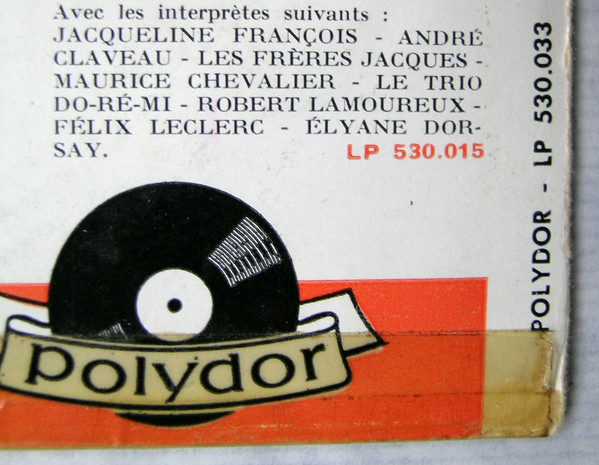 Avec les interprètes suivants :
JACQUELINE FRANÇOIS - ANDRÉ
CLAVEAU - LES FRÈRES JACQUES -
MAURICE CHEVALIER - LE TRIO
DO-RÉ-MI - ROBERT LAMOUREUX -
FÉLIX LECLERC - ÉLYANE DOR-
SAY. LP 530.015
polydor
POLYDOR - LP 530.033